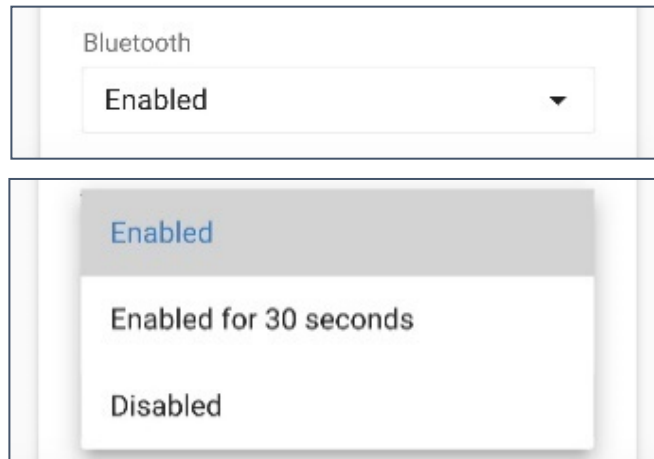 Bluetooth
Enabled
Enabled
Enabled for 30 seconds
Disabled